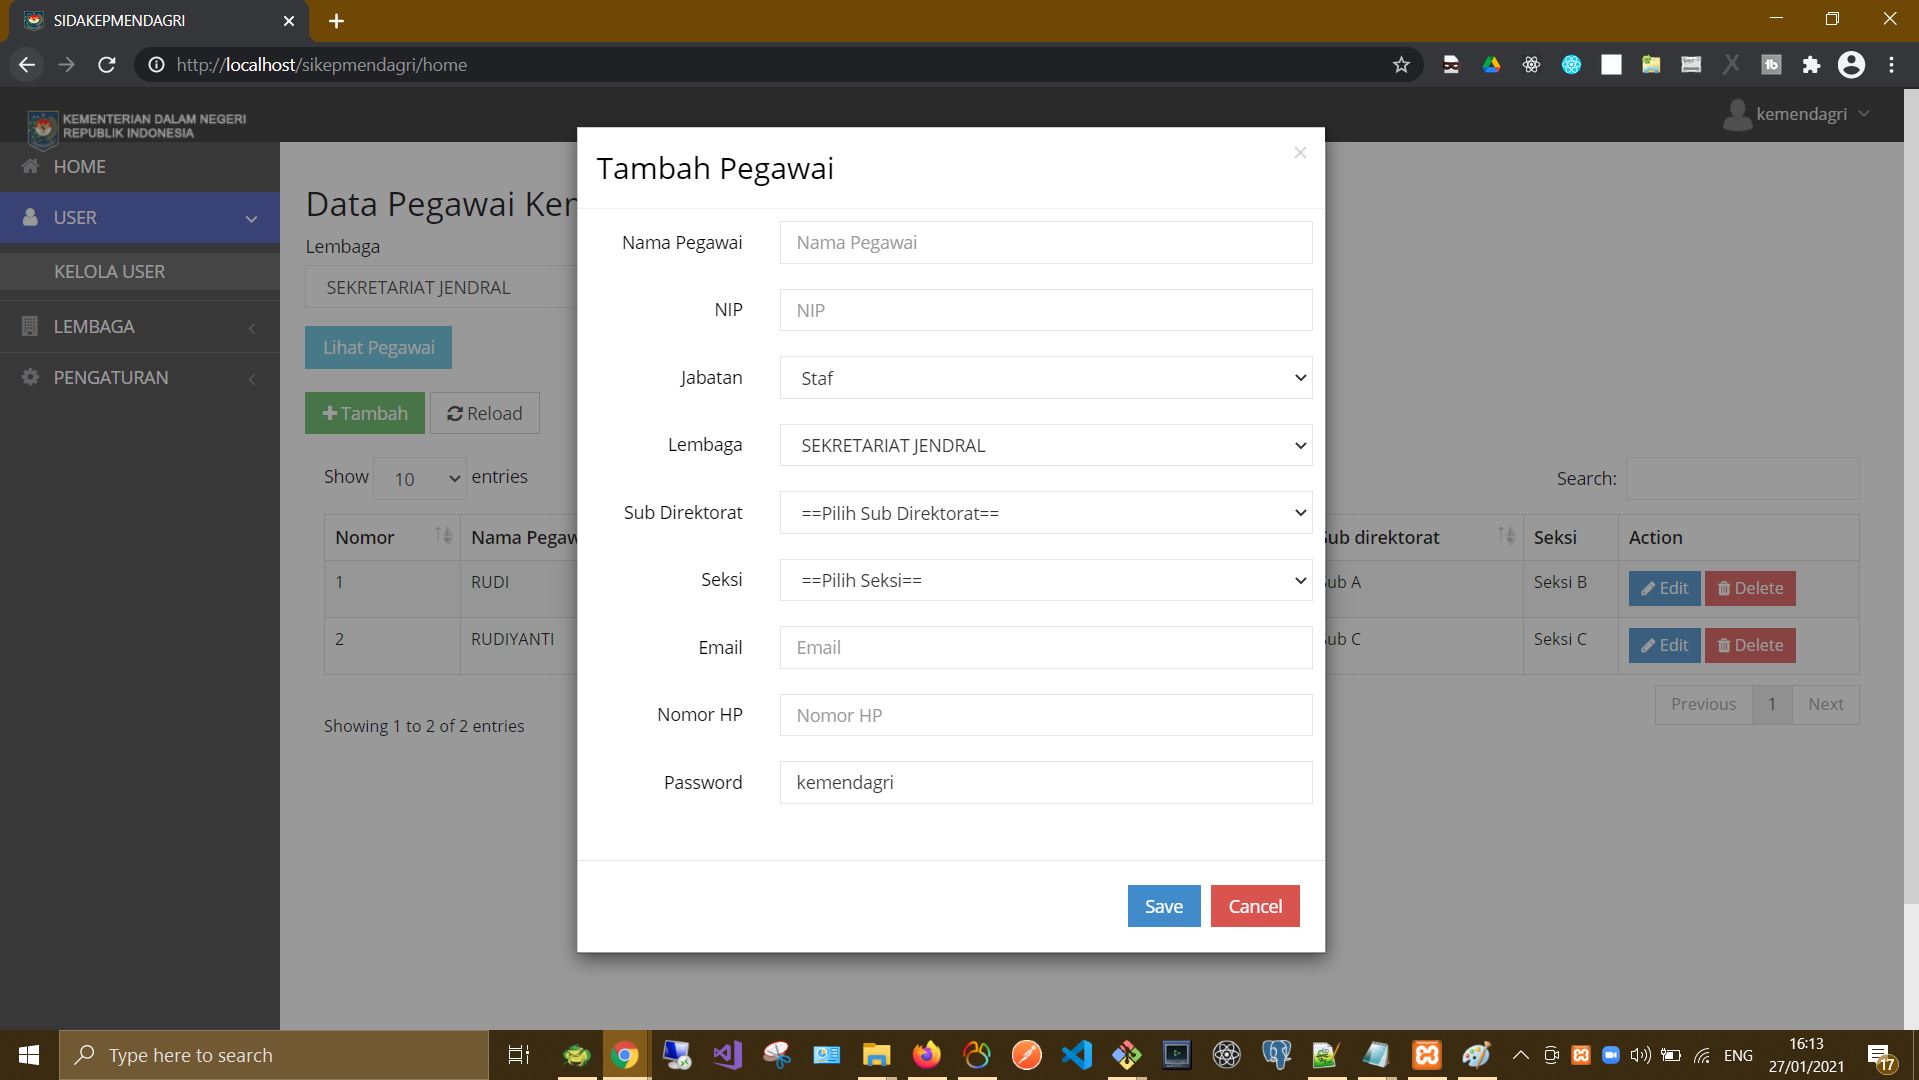 SIDAKEPMENDAGRI
http://localhost/sikepmendagri/home
KEMENTERIAN DALAM NEGERI
REPUBLIK INDONESIA
kemendagri
HOME
USER
KELOLA USER
LEMBAGA
PENGATURAN
Data Pegawai Ken
Lembaga
SEKRETARIAT JENDRAL
Lihat Pegawai
Tambah Reload
Show 10 entries
Search:
Nomor Nama Pegaw Sub direktorat Seksi Action
1 RUDI Sub A Seksi B Edit Delete
2 RUDIYANTI Sub C Seksi C Edit Delete
Showing 1 to 2 of 2 entries
Previous 1 Next
Tambah Pegawai
Nama Pegawai Nama Pegawai
NIP NIP
Jabatan Staf
Lembaga SEKRETARIAT JENDRAL
Sub Direktorat ==Pilih Sub Direktorat==
Seksi ==Pilih Seksi==
Email Email
Nomor HP Nomor HP
Password kemendagri
Save Cancel
Type here to search
ENG
16:13
27/01/2021
17